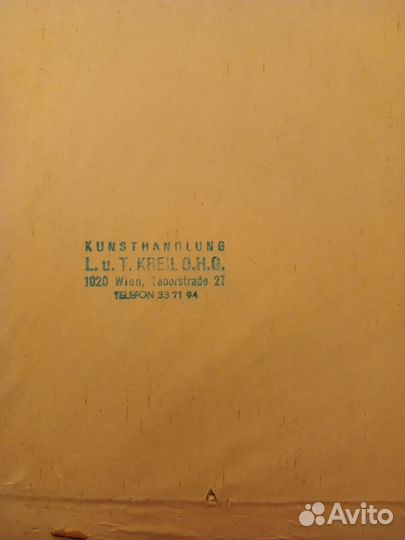 KUNSTHANDLUNG
L. u. T. KREIL O.H.G.
1020 Wien, Taborstraße 27
TELEFON 33 71 94
Avito